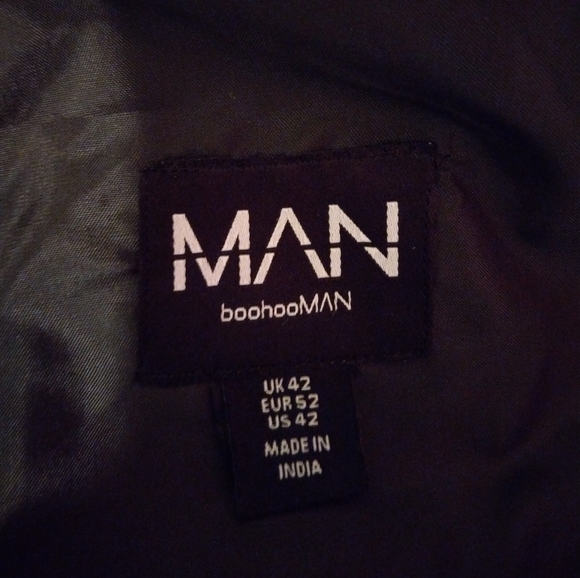 MAN
boohooMAN
UK 42
EUR 52
US 42
MADE IN
INDIA